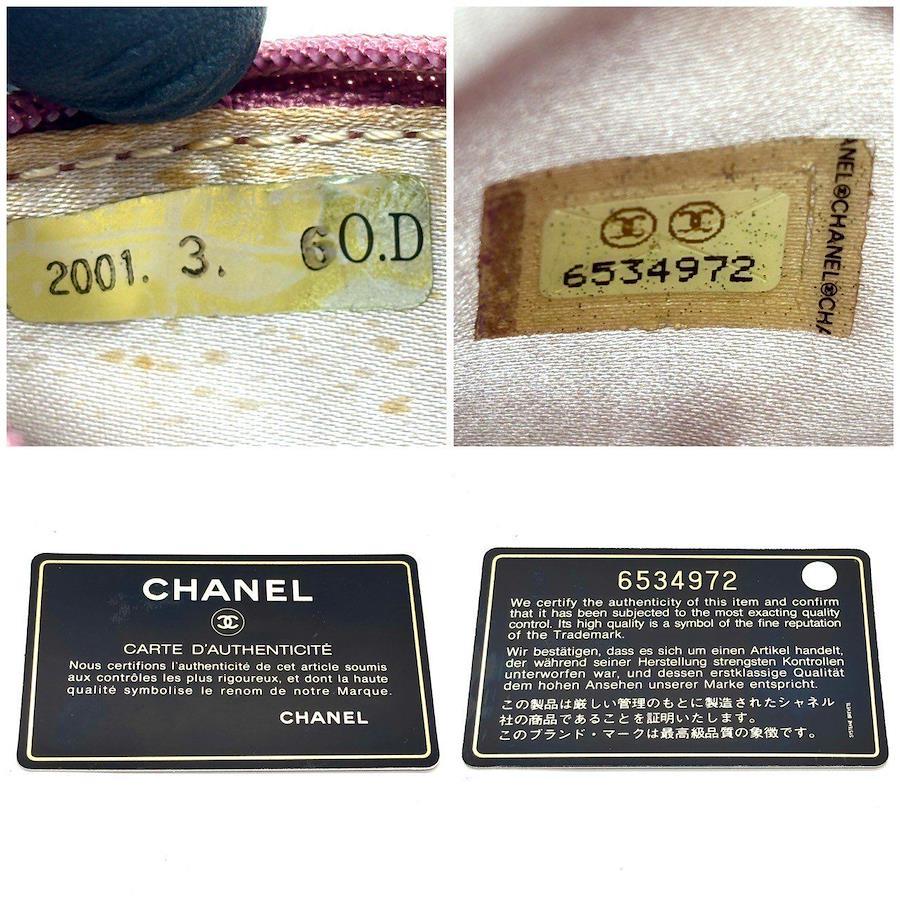 2001. 3. 6 O.D
6534972
ANEL®CHANEL®CHA
CHANEL
CARTE D'AUTHENTICITÉ
Nous certifions l'authenticité de cet article soumis
aux contrôles les plus rigoureux, et dont la haute
qualité symbolise le renom de notre Marque.
CHANEL
6534972
We certify the authenticity of this item and confirm
that it has been subjected to the most exacting quality
control. Its high quality is a symbol of the fine reputation
of the Trademark.
Wir bestätigen, dass es sich um einen Artikel handelt,
der während seiner Herstellung strengsten Kontrollen
unterworfen war, und dessen erstklassige Qualität
dem hohen Ansehen unserer Marke entspricht.
この製品は厳しい管理のもとに製造されたシャネル
社の商品であることを証明いたします。
このブランド・マークは最高級品質の象徴です。